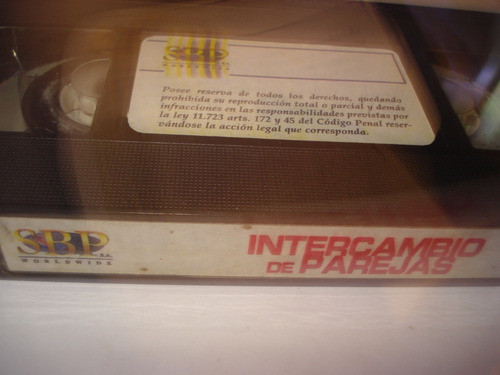 SBP
Posee reserva de todos los derechos, quedando
prohibida su reproducción total o parcial y demás
infracciones en las responsabilidades previstas por
la ley 11.723 arts. 172 y 45 del Código Penal reser-
vándose la acción legal que corresponda.
SBP S.A.
WORLDWIDE
INTERCAMBIO
DE PAREJAS